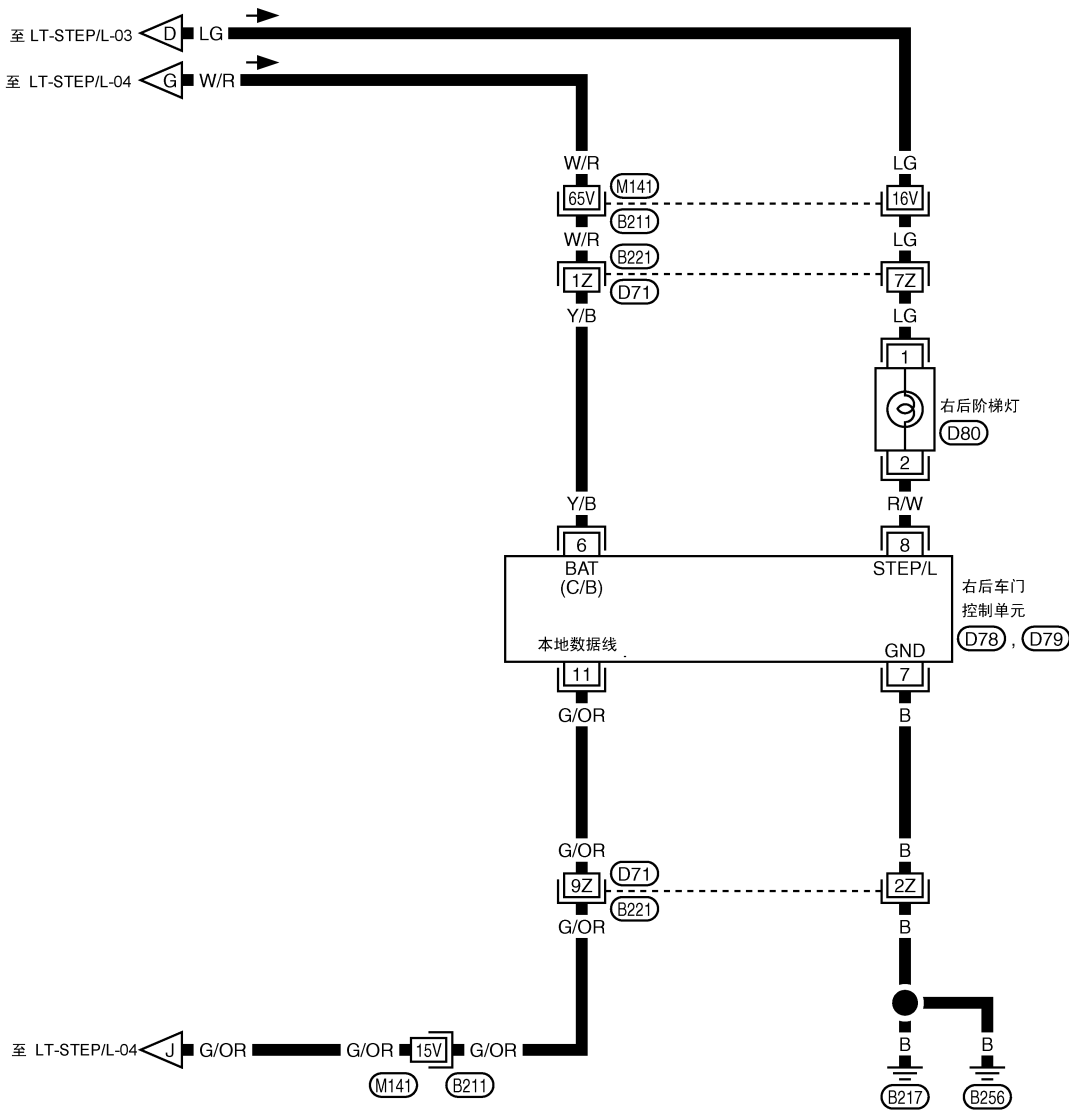 至 LT-STEP/L-03 D LG
至 LT-STEP/L-04 G W/R
W/R LG
65V M141 16V
B211
W/R LG
B221
1Z 7Z
D71
Y/B LG
1
右后阶梯灯
D80
2
Y/B R/W
6 8
BAT STEP/L
(C/B)
右后车门
控制单元
D78 , D79
本地数据线 GND
11 7
G/OR B
G/OR B
D71
9Z 2Z
B221
G/OR B
至 LT-STEP/L-04 J G/OR G/OR 15V G/OR B B
M141 B211 B217 B256